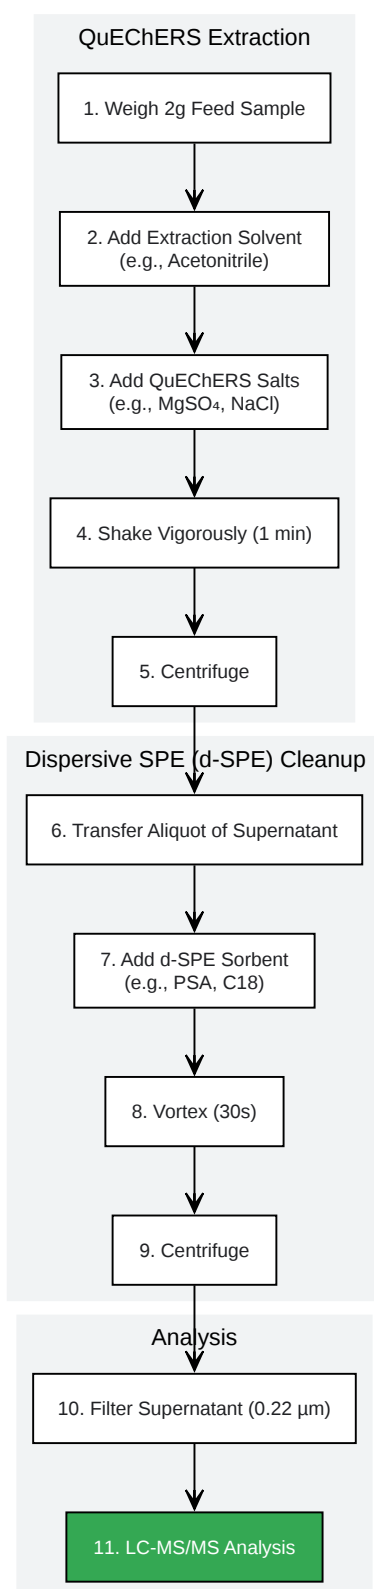 QuEChERS Extraction
1. Weigh 2g Feed Sample
2. Add Extraction Solvent
(e.g., Acetonitrile)
3. Add QuEChERS Salts
(e.g., MgSO₄, NaCl)
4. Shake Vigorously (1 min)
5. Centrifuge
Dispersive SPE (d-SPE) Cleanup
6. Transfer Aliquot of Supernatant
7. Add d-SPE Sorbent
(e.g., PSA, C18)
8. Vortex (30s)
9. Centrifuge
Analysis
10. Filter Supernatant (0.22 µm)
11. LC-MS/MS Analysis